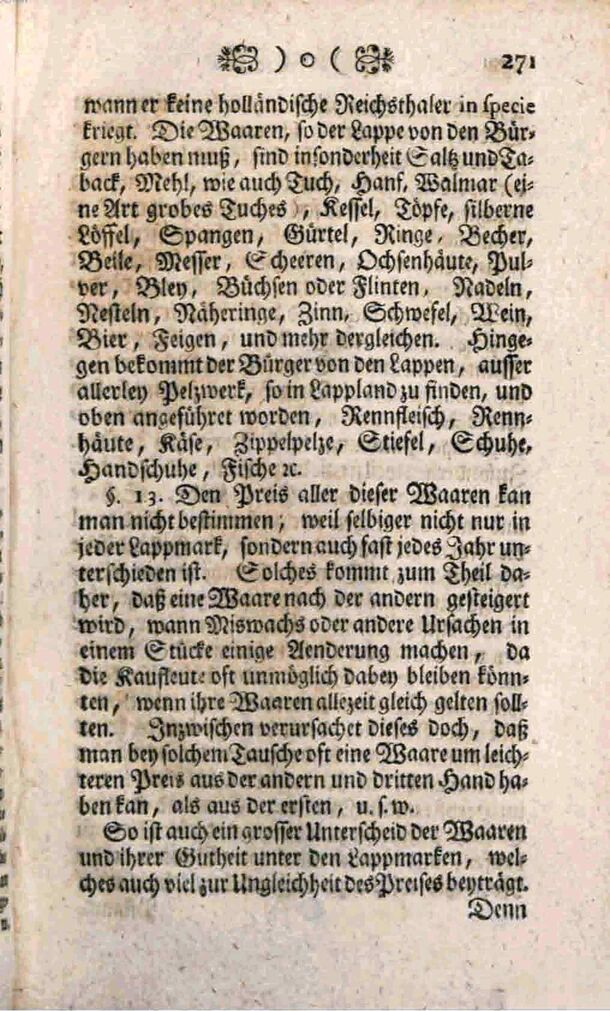 ) o ( 271
wann er keine holländische Reichsthaler in specie
kriegt. Die Waaren, so der Lappe von den Bür-
gern haben muß, sind insonderheit Saltz und Ta-
back, Mehl, wie auch Tuch, Hanf, Walmar (ei-
ne Art grobes Tuches), Kessel, Töpfe, silberne
Löffel, Spangen, Gürtel, Ringe, Becher,
Beile, Messer, Scheeren, Ochsenhäute, Pul-
ver, Bley, Büchsen oder Flinten, Nadeln,
Nesteln, Näheringe, Zinn, Schwefel, Wein,
Bier, Feigen, und mehr dergleichen. Hinge-
gen bekommt der Bürger von den Lappen, ausser
allerley Pelzwerk, so in Lappland zu finden, und
oben angeführet worden, Rennfleisch, Renn-
häute, Käse, Zippelpelze, Stiefel, Schuhe,
Handschuhe, Fische ꝛc.
§. 13. Den Preis aller dieser Waaren kan
man nicht bestimmen; weil selbiger nicht nur in
jeder Lappmark, sondern auch fast jedes Jahr un-
terschieden ist. Solches kommt zum Theil da-
her, daß eine Waare nach der andern gesteigert
wird, wann Miswachs oder andere Ursachen in
einem Stücke einige Aenderung machen, da
die Kaufleute oft unmöglich dabey bleiben könn-
ten, wenn ihre Waaren allezeit gleich gelten soll-
ten. Inzwischen verursachet dieses doch, daß
man bey solchem Tausche oft eine Waare um leich-
teren Preis aus der andern und dritten Hand ha-
ben kan, als aus der ersten, u. s. w.
So ist auch ein grosser Unterscheid der Waaren
und ihrer Gutheit unter den Lappmarken, wel-
ches auch viel zur Ungleichheit des Preises beyträgt.
Denn